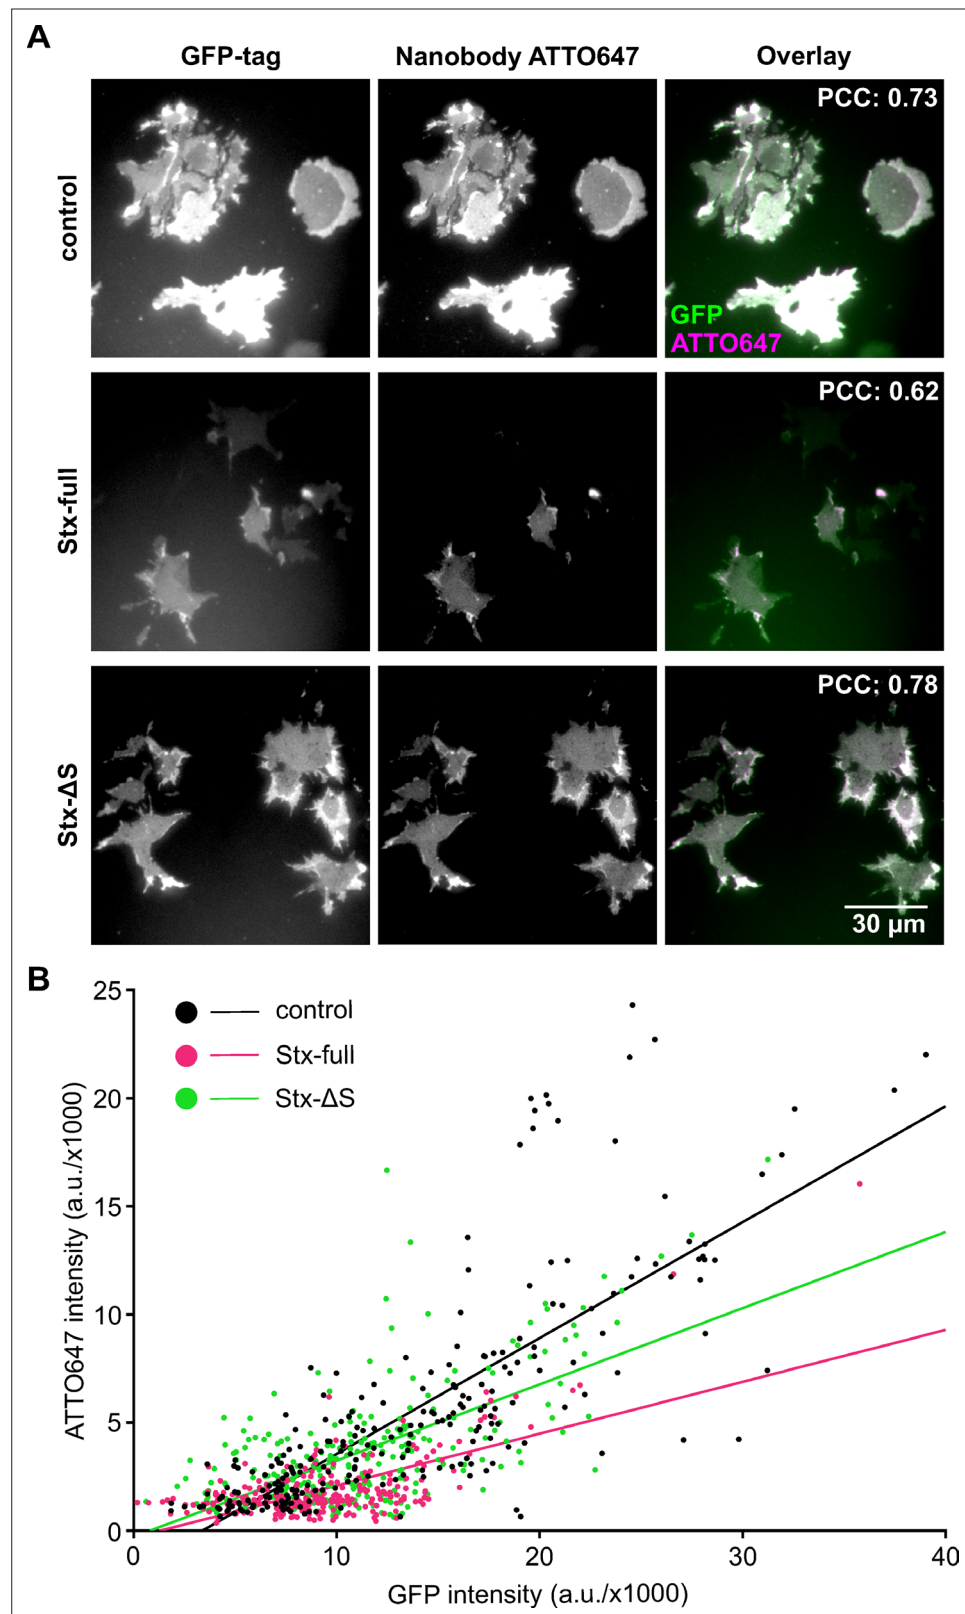 A
GFP-tag
Nanobody ATTO647
Overlay
control
PCC: 0.73
GFP
ATTO647
Stx-full
PCC: 0.62
Stx-ΔS
PCC: 0.78
30 µm
B
ATTO647 intensity (a.u./x1000)
25
20
15
10
5
0
control
Stx-full
Stx-ΔS
0
10
20
30
40
GFP intensity (a.u./x1000)